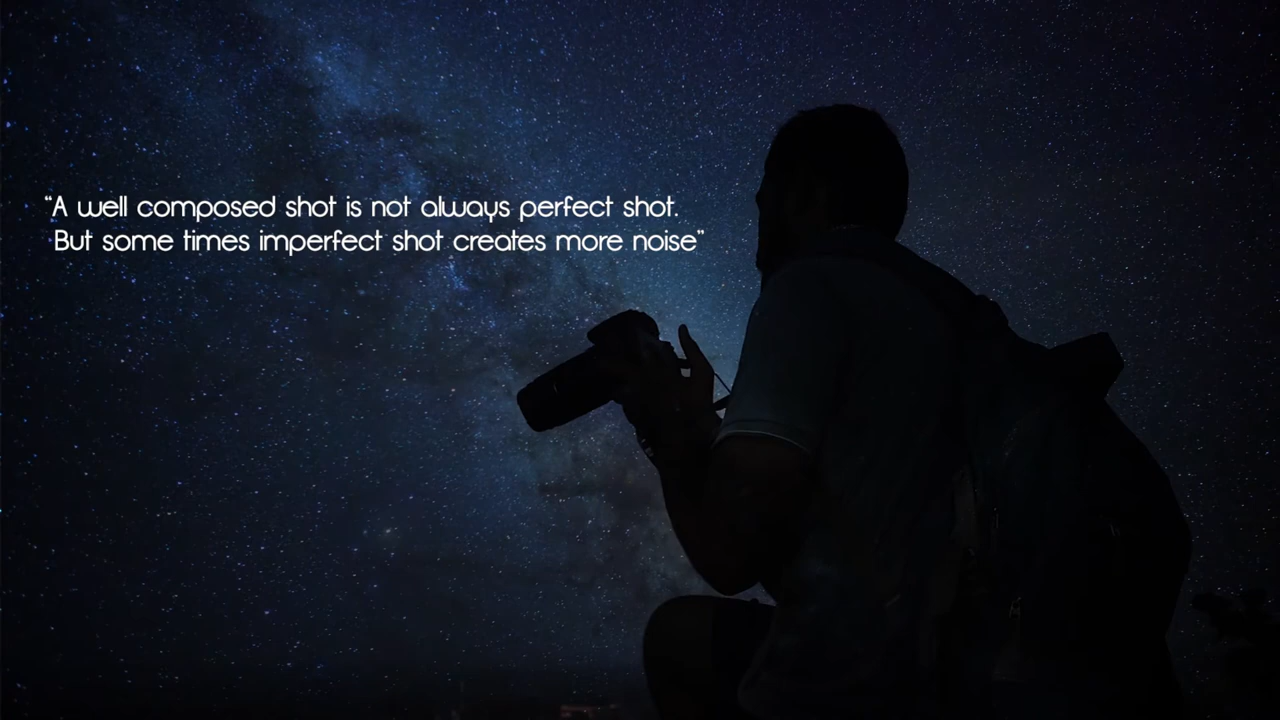 “A well composed shot is not always perfect shot.
But some times imperfect shot creates more noise”